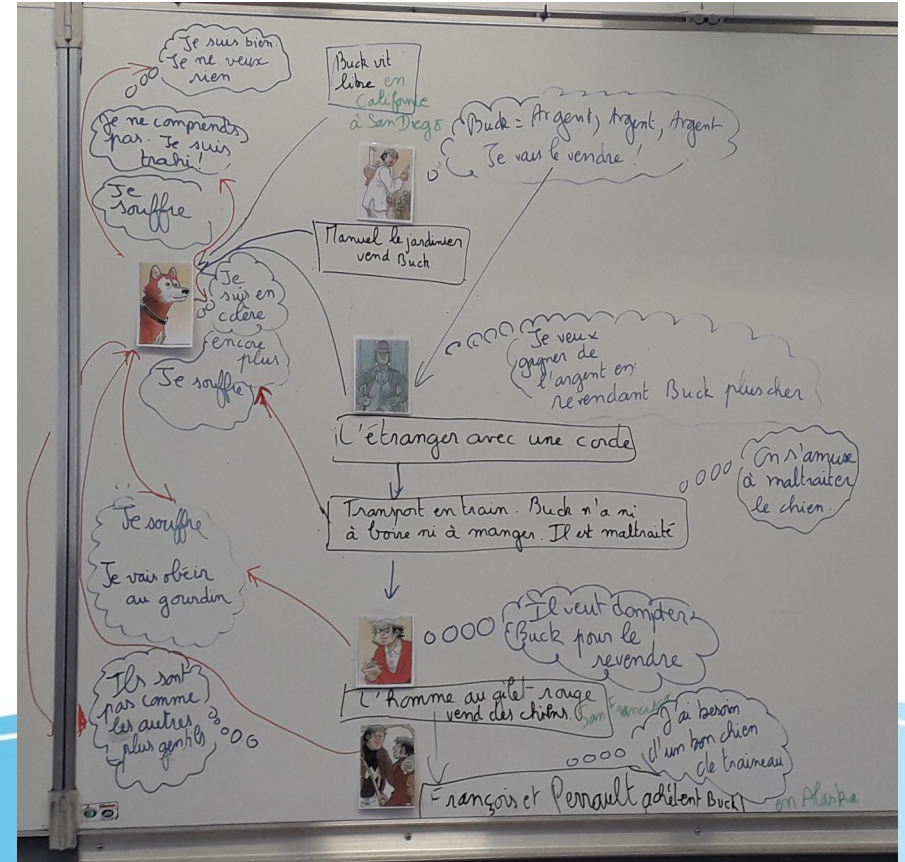 Je suis bien.
Je ne veux
rien.
Buck vit
libre en
Californie
à San Diego
Je ne comprends
pas. Je suis
trahi!
Buck = Argent, Argent, Argent
Je vais le vendre!
Je
souffre
Manuel le jardinier
vend Buck
Je
suis en
colère
encore
plus
Je souffre
Je veux
gagner de
l'argent en
revendant Buck plus cher
L'étranger avec une corde
On s'amuse
à maltraiter
le chien.
Transport en train. Buck n'a ni
à boire ni à manger. Il est maltraité
Je souffre
Je vais obéir
au gourdin
Il veut dompter
Buck pour le
revendre
Ils sont
pas comme
les autres
plus gentils
L'homme au gilet-rouge
vend des chiens. San Francisco
J'ai besoin
d'un bon chien
de traineau
François et Perrault achètent Buck
en Alaska